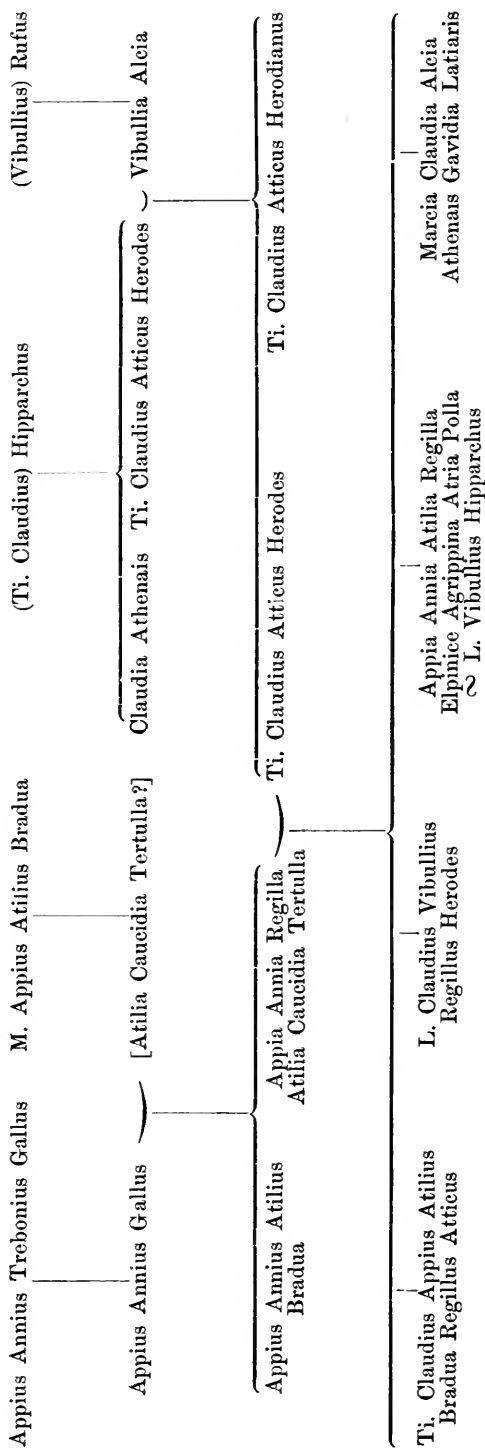 Appius Annius Trebonius Gallus
M. Appius Atilius Bradua
(Ti. Claudius) Hipparchus
(Vibullius) Rufus
Appius Annius Gallus
[Atilia Caucidia Tertulla?]
Claudia Athenais
Ti. Claudius Atticus Herodes
Vibullia Alcia
Appius Annius Atilius
Bradua
Appia Annia Regilla
Atilia Caucidia Tertulla
Ti. Claudius Atticus Herodes
Ti. Claudius Atticus Herodianus
Ti. Claudius Appius Atilius
Bradua Regillus Atticus
L. Claudius Vibullius
Regillus Herodes
Appia Annia Atilia Regilla
Elpinice Agrippina Atria Polla
L. Vibullius Hipparchus
Marcia Claudia Alcia
Athenais Gavidia Latiaris